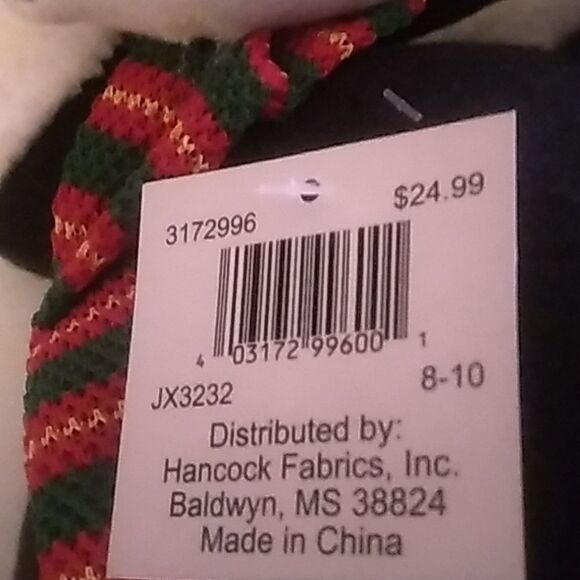 3172996 $24.99
4 03172 99600 1
JX3232 8-10
Distributed by:
Hancock Fabrics, Inc.
Baldwyn, MS 38824
Made in China